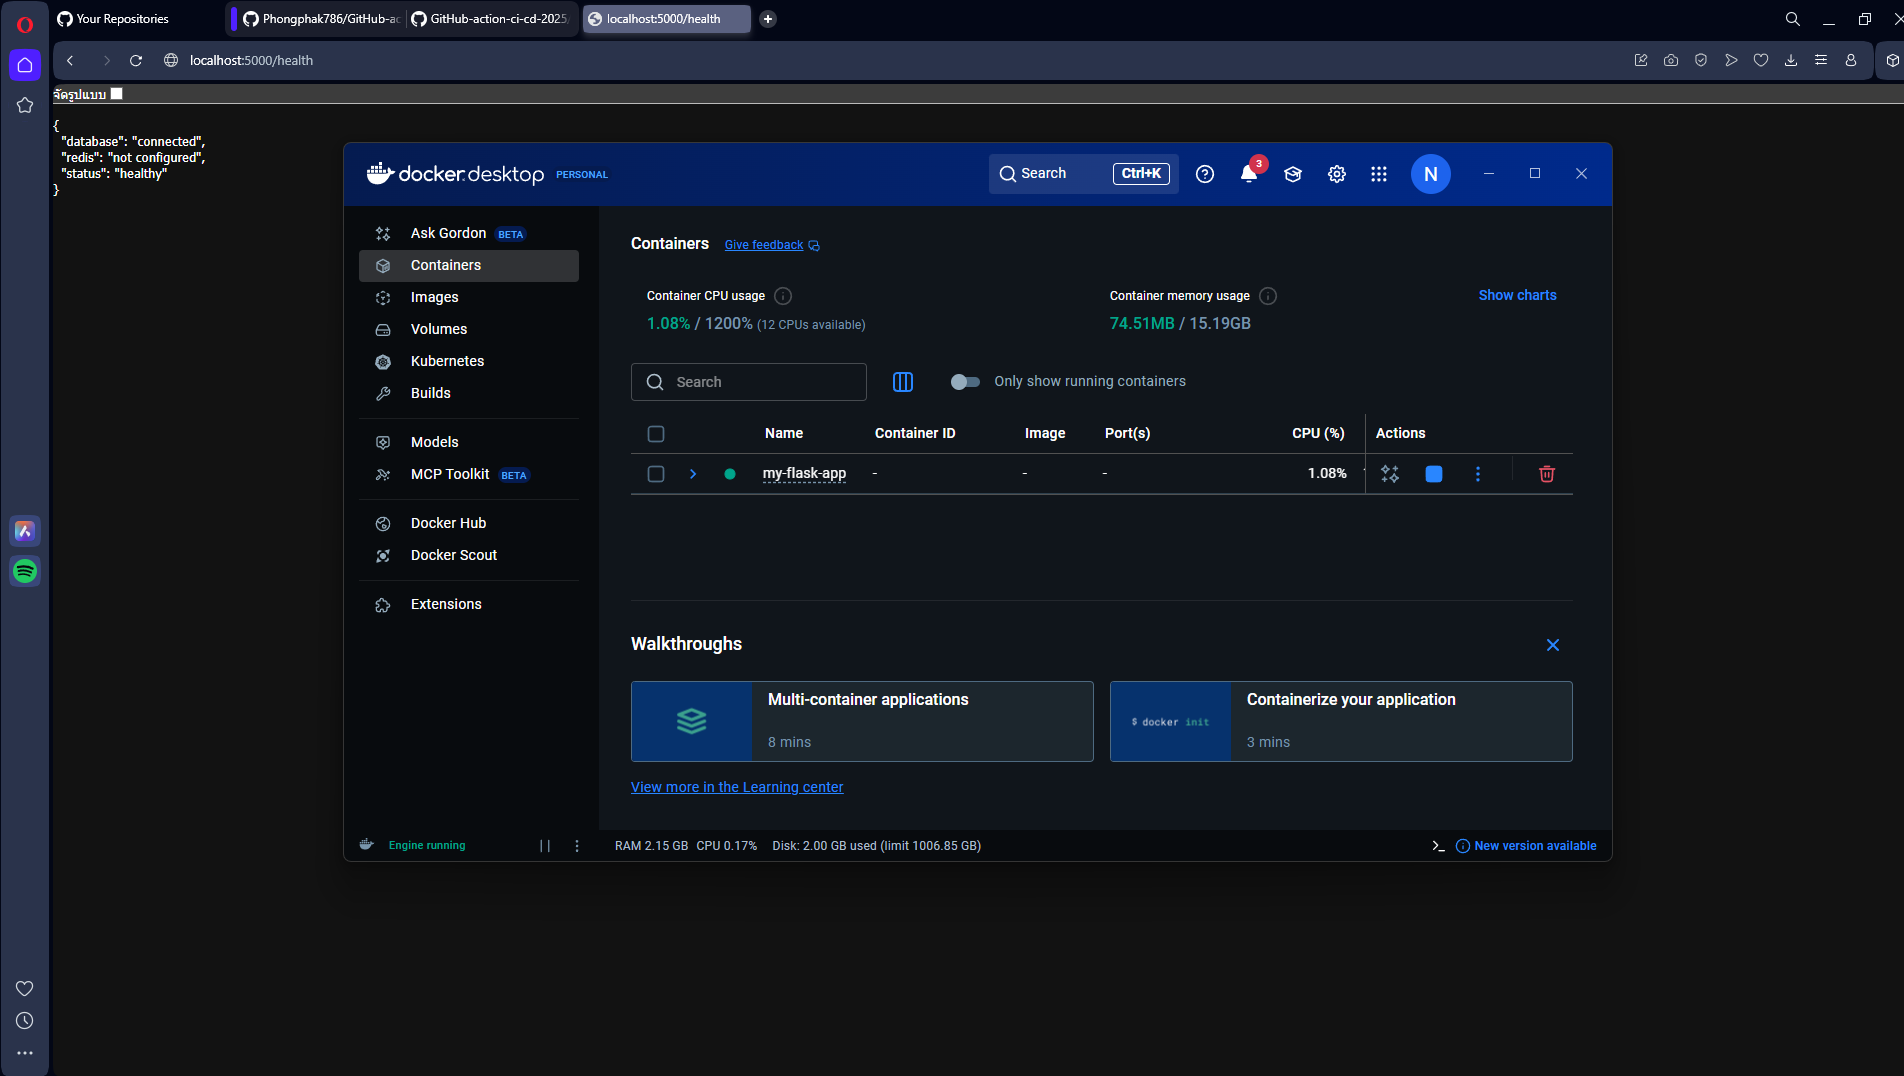 Your Repositories
Phongphak786/GitHub-ac
GitHub-action-ci-cd-2025/
localhost:5000/health
localhost:5000/health
จัดรูปแบบ
{
"database": "connected",
"redis": "not configured",
"status": "healthy"
}
docker.desktop PERSONAL
Search Ctrl+K
3
N
Ask Gordon BETA
Containers
Images
Volumes
Kubernetes
Builds
Models
MCP Toolkit BETA
Docker Hub
Docker Scout
Extensions
Containers Give feedback
Container CPU usage
1.08% / 1200% (12 CPUs available)
Container memory usage
74.51MB / 15.19GB
Show charts
Search
Only show running containers
Name Container ID Image Port(s) CPU (%) Actions
my-flask-app - - - 1.08%
Walkthroughs
Multi-container applications
8 mins
$ docker init
Containerize your application
3 mins
View more in the Learning center
Engine running
RAM 2.15 GB CPU 0.17% Disk: 2.00 GB used (limit 1006.85 GB)
New version available